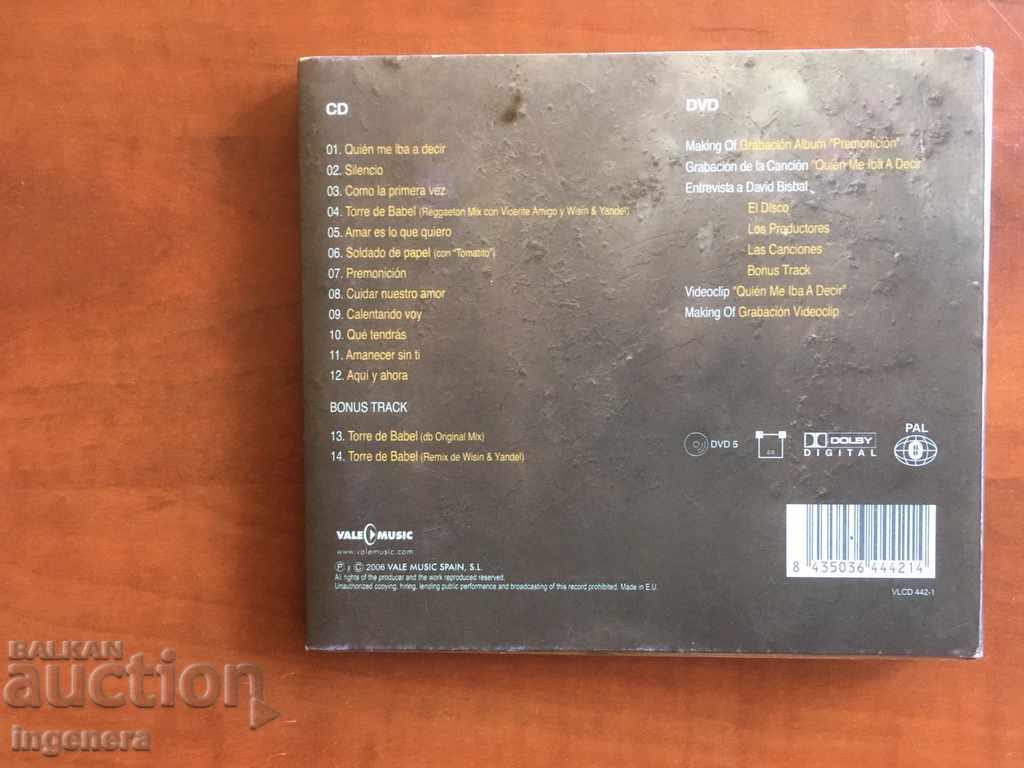 CD
01. Quién me iba a decir
02. Silencio
03. Como la primera vez
04. Torre de Babel (Reggaeton Mix con Vicente Amigo y Wisin & Yandel)
05. Amar es lo que quiero
06. Soldado de papel (con "Tomatito")
07. Premonición
08. Cuidar nuestro amor
09. Calentando voy
10. Qué tendrás
11. Amanecer sin ti
12. Aquí y ahora
BONUS TRACK
13. Torre de Babel (db Original Mix)
14. Torre de Babel (Remix de Wisin & Yandel)
VALE MUSIC
www.valemusic.com
℗ y © 2006 VALE MUSIC SPAIN, S.L.
All rights of the producer and the work reproduced reserved.
Unauthorized copying, hireg, lending public performance and broadcasting of this record prohibited. Made in E.U.
DVD
Making Of Grabación Album "Premonición"
Grabación de la Canción "Quién Me Iba A Decir
Entrevista a David Bisbal
El Disco
Los Productores
Las Canciones
Bonus Track
Videoclip "Quién Me Iba A Decir"
Making Of Grabación Videoclip
DVD 5
DOLBY
DIGITAL
PAL
0
8 435036 444214
VLCD 442-1
BALKAN
auction
ingenera